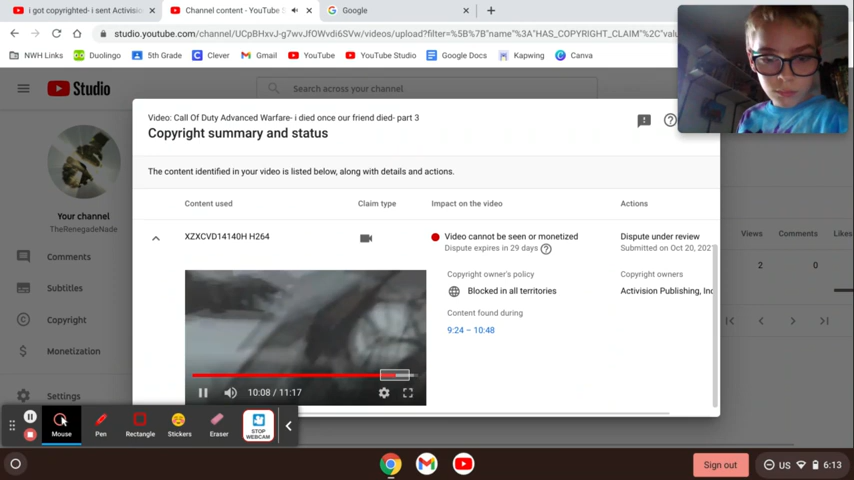 i got copyrighted- i sent Activisio
Channel content - YouTube S
Google
studio.youtube.com/channel/UCpBHxvJ-g7wvJfOWvdi6SVw/videos/upload?filter=%5B%7B"name"%3A"HAS_COPYRIGHT_CLAIM"%2C"valu
NWH Links
Duolingo
5th Grade
Clever
Gmail
YouTube
YouTube Studio
Google Docs
Kapwing
Canva
Studio
Search across your channel
Video: Call Of Duty Advanced Warfare- i died once our friend died- part 3
Copyright summary and status
The content identified in your video is listed below, along with details and actions.
Content used
Claim type
Impact on the video
Actions
XZXCVD14140H H264
Video cannot be seen or monetized
Dispute expires in 29 days
Dispute under review
Submitted on Oct 20, 202
Copyright owner's policy
Blocked in all territories
Copyright owners
Activision Publishing, Inc
Content found during
9:24 – 10:48
10:08 / 11:17
Your channel
TheRenegadeNade
Comments
Subtitles
Copyright
Monetization
Settings
Views
Comments
Likes
2
0
Mouse
Pen
Rectangle
Stickers
Eraser
STOP
WEBCAM
Sign out
US
6:13